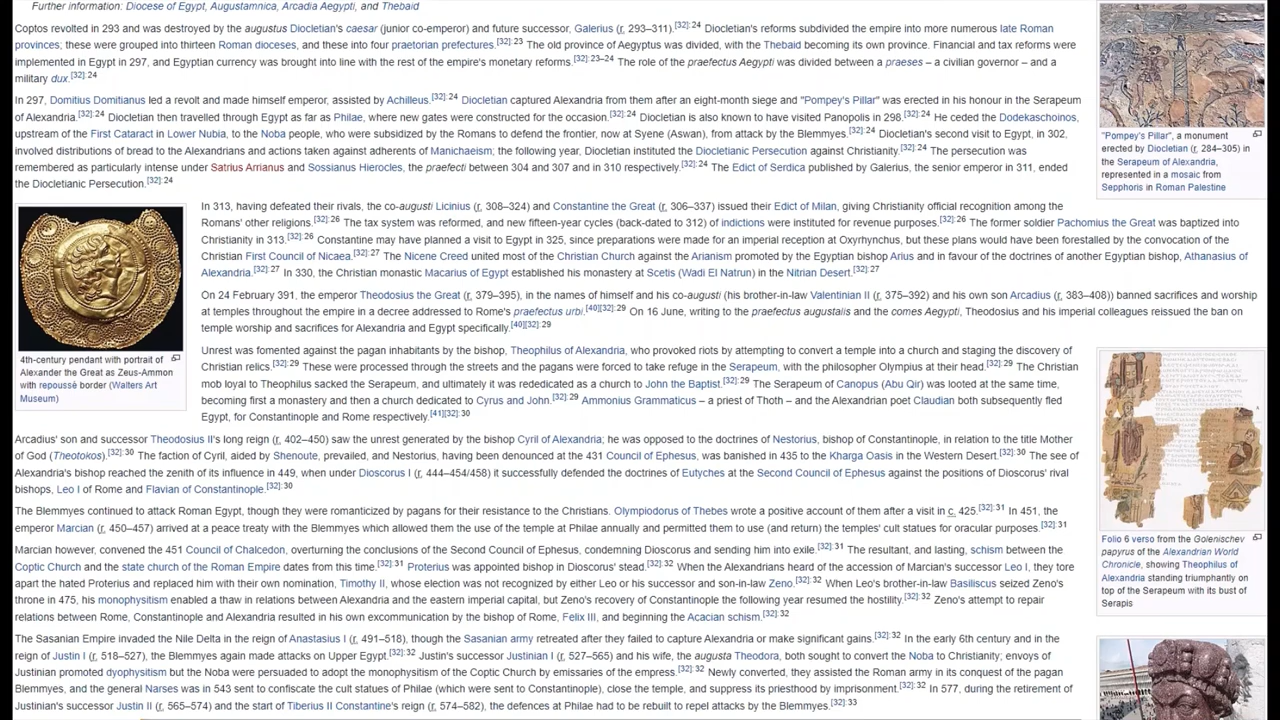 Further information: Diocese of Egypt, Augustamnica, Arcadia Aegypti, and Thebaid
Coptos revolted in 293 and was destroyed by the augustus Diocletian's caesar (junior co-emperor) and future successor, Galerius (r. 293–311).[32]:24 Diocletian's reforms subdivided the empire into more numerous late Roman
provinces; these were grouped into thirteen Roman dioceses, and these into four praetorian prefectures.[32]:23 The old province of Aegyptus was divided, with the Thebaid becoming its own province. Financial and tax reforms were
implemented in Egypt in 297, and Egyptian currency was brought into line with the rest of the empire's monetary reforms.[32]:23–24 The role of the praefectus Aegypti was divided between a praeses – a civilian governor – and a
military dux.[32]:24
In 297, Domitius Domitianus led a revolt and made himself emperor, assisted by Achilleus.[32]:24 Diocletian captured Alexandria from them after an eight-month siege and "Pompey's Pillar" was erected in his honour in the Serapeum
of Alexandria.[32]:24 Diocletian then travelled through Egypt as far as Philae, where new gates were constructed for the occasion.[32]:24 Diocletian is also known to have visited Panopolis in 298.[32]:24 He ceded the Dodekaschoinos,
upstream of the First Cataract in Lower Nubia, to the Noba people, who were subsidized by the Romans to defend the frontier, now at Syene (Aswan), from attack by the Blemmyes.[32]:24 Diocletian's second visit to Egypt, in 302,
involved distributions of bread to the Alexandrians and actions taken against adherents of Manichaeism; the following year, Diocletian instituted the Diocletianic Persecution against Christianity.[32]:24 The persecution was
remembered as particularly intense under Satrius Arrianus and Sossianus Hierocles, the praefecti between 304 and 307 and in 310 respectively.[32]:24 The Edict of Serdica published by Galerius, the senior emperor in 311, ended
the Diocletianic Persecution.[32]:24
"Pompey's Pillar", a monument
erected by Diocletian (r. 284–305) in
the Serapeum of Alexandria,
represented in a mosaic from
Sepphoris in Roman Palestine
In 313, having defeated their rivals, the co-augusti Licinius (r. 308–324) and Constantine the Great (r. 306–337) issued their Edict of Milan, giving Christianity official recognition among the
Romans' other religions.[32]:26 The tax system was reformed, and new fifteen-year cycles (back-dated to 312) of indictions were instituted for revenue purposes.[32]:26 The former soldier Pachomius the Great was baptized into
Christianity in 313.[32]:26 Constantine may have planned a visit to Egypt in 325, since preparations were made for an imperial reception at Oxyrhynchus, but these plans would have been forestalled by the convocation of the
Christian First Council of Nicaea.[32]:27 The Nicene Creed united most of the Christian Church against the Arianism promoted by the Egyptian bishop Arius and in favour of the doctrines of another Egyptian bishop, Athanasius of
Alexandria.[32]:27 In 330, the Christian monastic Macarius of Egypt established his monastery at Scetis (Wadi El Natrun) in the Nitrian Desert.[32]:27
On 24 February 391, the emperor Theodosius the Great (r. 379–395), in the names of himself and his co-augusti (his brother-in-law Valentinian II (r. 375–392) and his own son Arcadius (r. 383–408)) banned sacrifices and worship
at temples throughout the empire in a decree addressed to Rome's praefectus urbi.[40][32]:29 On 16 June, writing to the praefectus augustalis and the comes Aegypti, Theodosius and his imperial colleagues reissued the ban on
temple worship and sacrifices for Alexandria and Egypt specifically.[40][32]:29
4th-century pendant with portrait of
Alexander the Great as Zeus-Ammon
with repoussé border (Walters Art
Museum)
Unrest was fomented against the pagan inhabitants by the bishop, Theophilus of Alexandria, who provoked riots by attempting to convert a temple into a church and staging the discovery of
Christian relics.[32]:29 These were processed through the streets and the pagans were forced to take refuge in the Serapeum, with the philosopher Olympius at their head.[32]:29 The Christian
mob loyal to Theophilus sacked the Serapeum, and ultimately it was rededicated as a church to John the Baptist.[32]:29 The Serapeum of Canopus (Abu Qir) was looted at the same time,
becoming first a monastery and then a church dedicated to Cyrus and John.[32]:29 Ammonius Grammaticus – a priest of Thoth – and the Alexandrian poet Claudian both subsequently fled
Egypt, for Constantinople and Rome respectively.[41][32]:30
Arcadius' son and successor Theodosius II's long reign (r. 402–450) saw the unrest generated by the bishop Cyril of Alexandria; he was opposed to the doctrines of Nestorius, bishop of Constantinople, in relation to the title Mother
of God (Theotokos).[32]:30 The faction of Cyril, aided by Shenoute, prevailed, and Nestorius, having been denounced at the 431 Council of Ephesus, was banished in 435 to the Kharga Oasis in the Western Desert.[32]:30 The see of
Alexandria's bishop reached the zenith of its influence in 449, when under Dioscorus I (r. 444–454/458) it successfully defended the doctrines of Eutyches at the Second Council of Ephesus against the positions of Dioscorus' rival
bishops, Leo I of Rome and Flavian of Constantinople.[32]:30
The Blemmyes continued to attack Roman Egypt, though they were romanticized by pagans for their resistance to the Christians. Olympiodorus of Thebes wrote a positive account of them after a visit in c. 425.[32]:31 In 451, the
emperor Marcian (r. 450–457) arrived at a peace treaty with the Blemmyes which allowed them the use of the temple at Philae annually and permitted them to use (and return) the temples' cult statues for oracular purposes.[32]:31
Marcian however, convened the 451 Council of Chalcedon, overturning the conclusions of the Second Council of Ephesus, condemning Dioscorus and sending him into exile.[32]:31 The resultant, and lasting, schism between the
Coptic Church and the state church of the Roman Empire dates from this time.[32]:31 Proterius was appointed bishop in Dioscorus' stead.[32]:32 When the Alexandrians heard of the accession of Marcian's successor Leo I, they tore
apart the hated Proterius and replaced him with their own nomination, Timothy II, whose election was not recognized by either Leo or his successor and son-in-law Zeno.[32]:32 When Leo's brother-in-law Basiliscus seized Zeno's
throne in 475, his monophysitism enabled a thaw in relations between Alexandria and the eastern imperial capital, but Zeno's recovery of Constantinople the following year resumed the hostility.[32]:32 Zeno's attempt to repair
relations between Rome, Constantinople and Alexandria resulted in his own excommunication by the bishop of Rome, Felix III, and beginning the Acacian schism.[32]:32
Folio 6 verso from the Golenischev
papyrus of the Alexandrian World
Chronicle, showing Theophilus of
Alexandria standing triumphantly on
top of the Serapeum with its bust of
Serapis
The Sasanian Empire invaded the Nile Delta in the reign of Anastasius I (r. 491–518), though the Sasanian army retreated after they failed to capture Alexandria or make significant gains.[32]:32 In the early 6th century and in the
reign of Justin I (r. 518–527), the Blemmyes again made attacks on Upper Egypt.[32]:32 Justin's successor Justinian I (r. 527–565) and his wife, the augusta Theodora, both sought to convert the Noba to Christianity; envoys of
Justinian promoted dyophysitism but the Noba were persuaded to adopt the monophysitism of the Coptic Church by emissaries of the empress.[32]:32 Newly converted, they assisted the Roman army in its conquest of the pagan
Blemmyes, and the general Narses was in 543 sent to confiscate the cult statues of Philae (which were sent to Constantinople), close the temple, and suppress its priesthood by imprisonment.[32]:32 In 577, during the retirement of
Justinian's successor Justin II (r. 565–574) and the start of Tiberius II Constantine's reign (r. 574–582), the defences at Philae had to be rebuilt to repel attacks by the Blemmyes.[32]:33